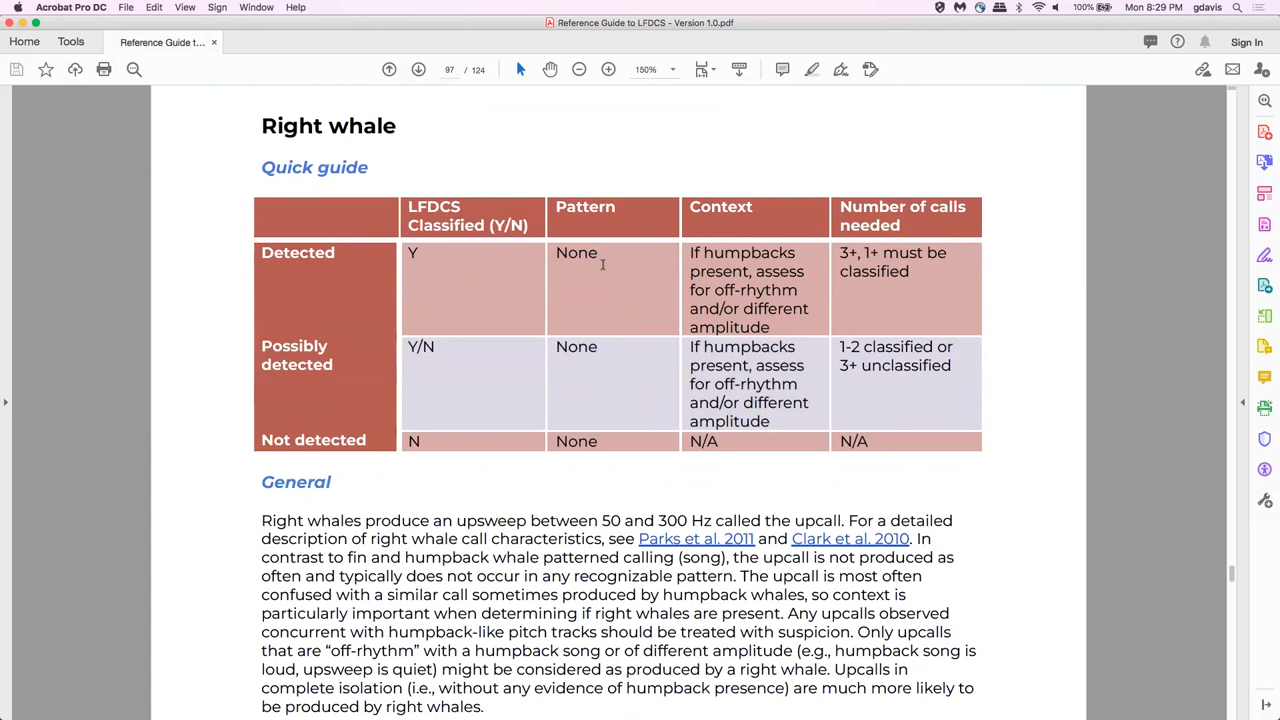 Acrobat Pro DC File Edit View Sign Window Help 100% Mon 8:29 PM gdavis
Reference Guide to LFDCS - Version 1.0.pdf
Home Tools Reference Guide t... × Sign In
97 / 124 150%
Right whale
Quick guide
LFDCS Classified (Y/N) Pattern Context Number of calls needed
Detected Y None If humpbacks present, assess for off-rhythm and/or different amplitude 3+, 1+ must be classified
Possibly detected Y/N None If humpbacks present, assess for off-rhythm and/or different amplitude 1-2 classified or 3+ unclassified
Not detected N None N/A N/A
General
Right whales produce an upsweep between 50 and 300 Hz called the upcall. For a detailed
description of right whale call characteristics, see Parks et al. 2011 and Clark et al. 2010. In
contrast to fin and humpback whale patterned calling (song), the upcall is not produced as
often and typically does not occur in any recognizable pattern. The upcall is most often
confused with a similar call sometimes produced by humpback whales, so context is
particularly important when determining if right whales are present. Any upcalls observed
concurrent with humpback-like pitch tracks should be treated with suspicion. Only upcalls
that are “off-rhythm” with a humpback song or of different amplitude (e.g., humpback song is
loud, upsweep is quiet) might be considered as produced by a right whale. Upcalls in
complete isolation (i.e., without any evidence of humpback presence) are much more likely to
be produced by right whales.